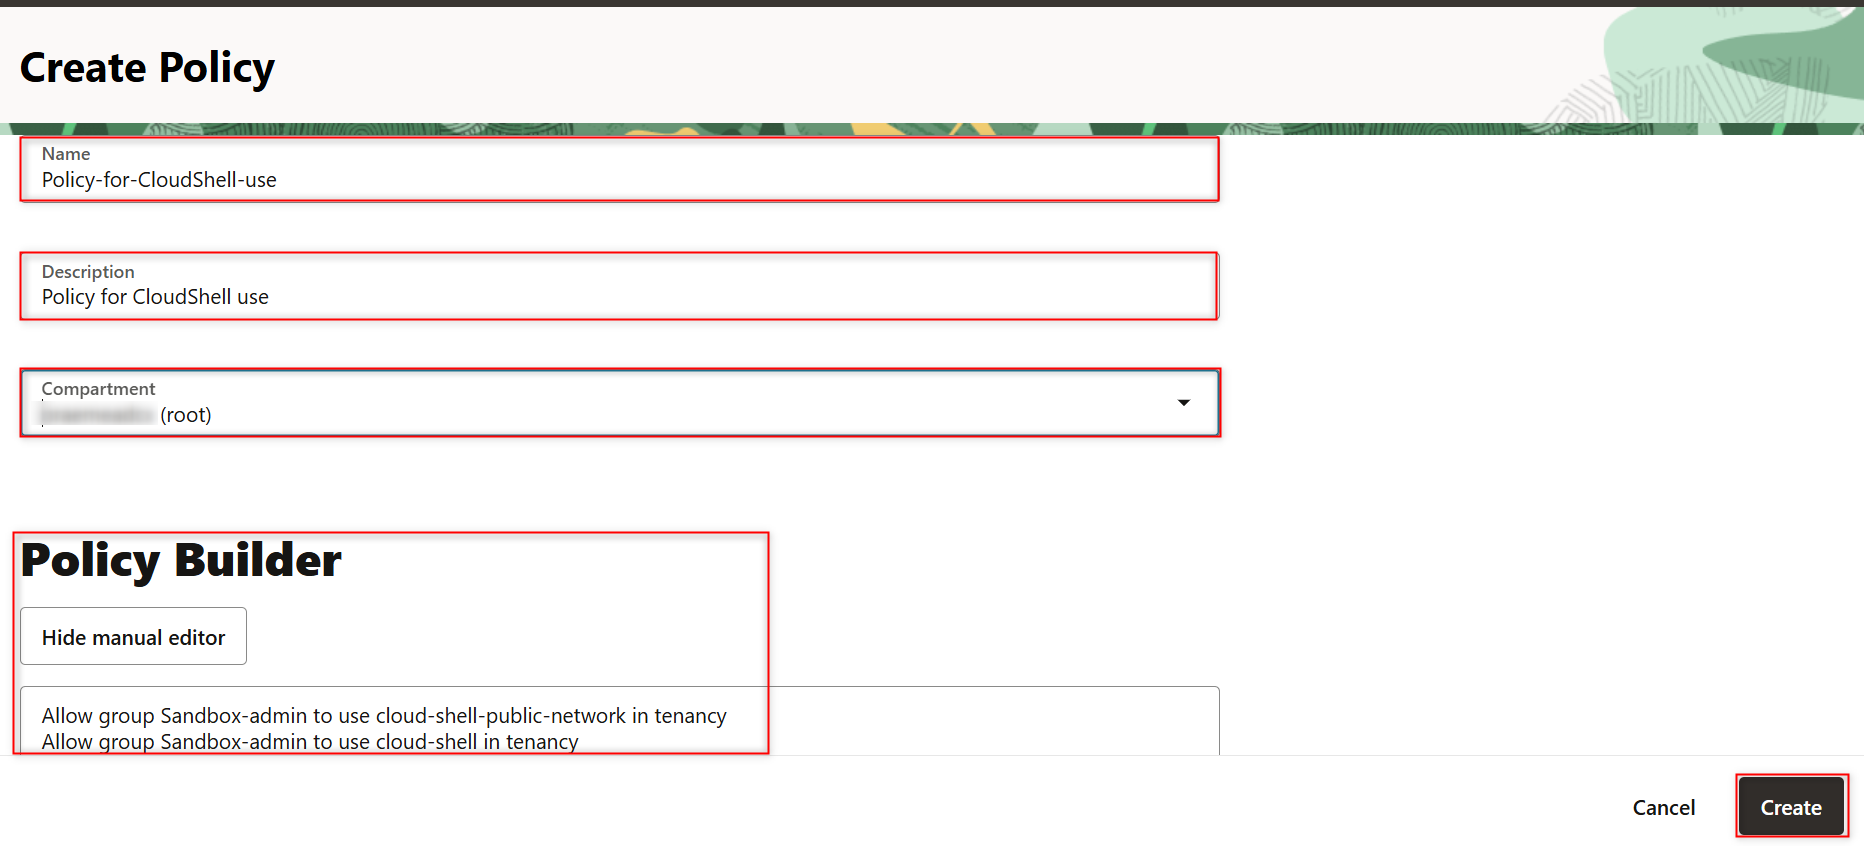 Create Policy
Name
Policy-for-CloudShell-use
Description
Policy for CloudShell use
Compartment
(root)
Policy Builder
Hide manual editor
Allow group Sandbox-admin to use cloud-shell-public-network in tenancy
Allow group Sandbox-admin to use cloud-shell in tenancy
Cancel
Create